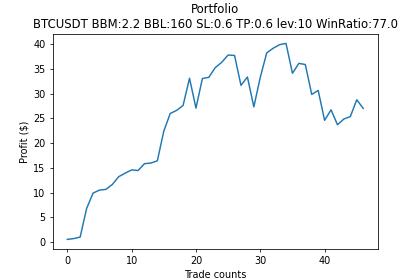 Portfolio
BTCUSDT BBM:2.2 BBL:160 SL:0.6 TP:0.6 lev:10 WinRatio:77.0
40
35
30
25
20
15
10
5
0
Profit ($)
0 10 20 30 40
Trade counts